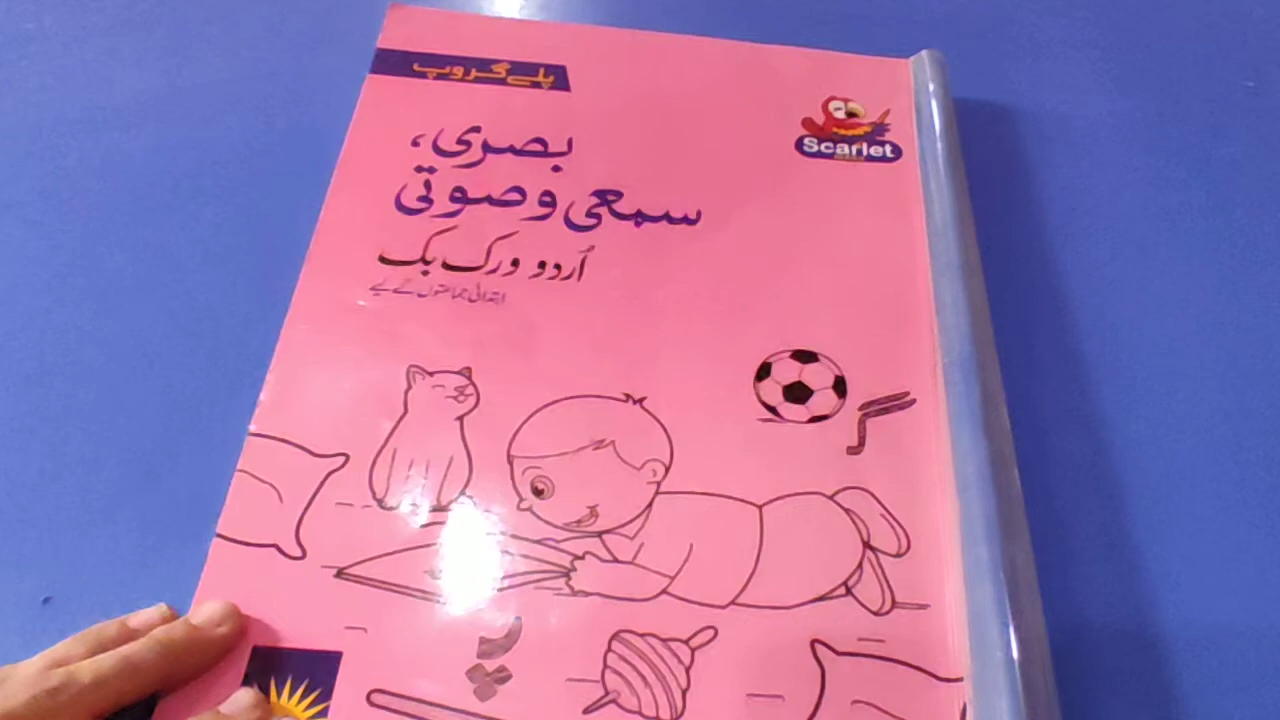 پلے گروپ
Scarlet
بصری،
سمعی و صوتی
اُردو ورک بک
ابتدائی جماعتوں کے لیے
گ
پ